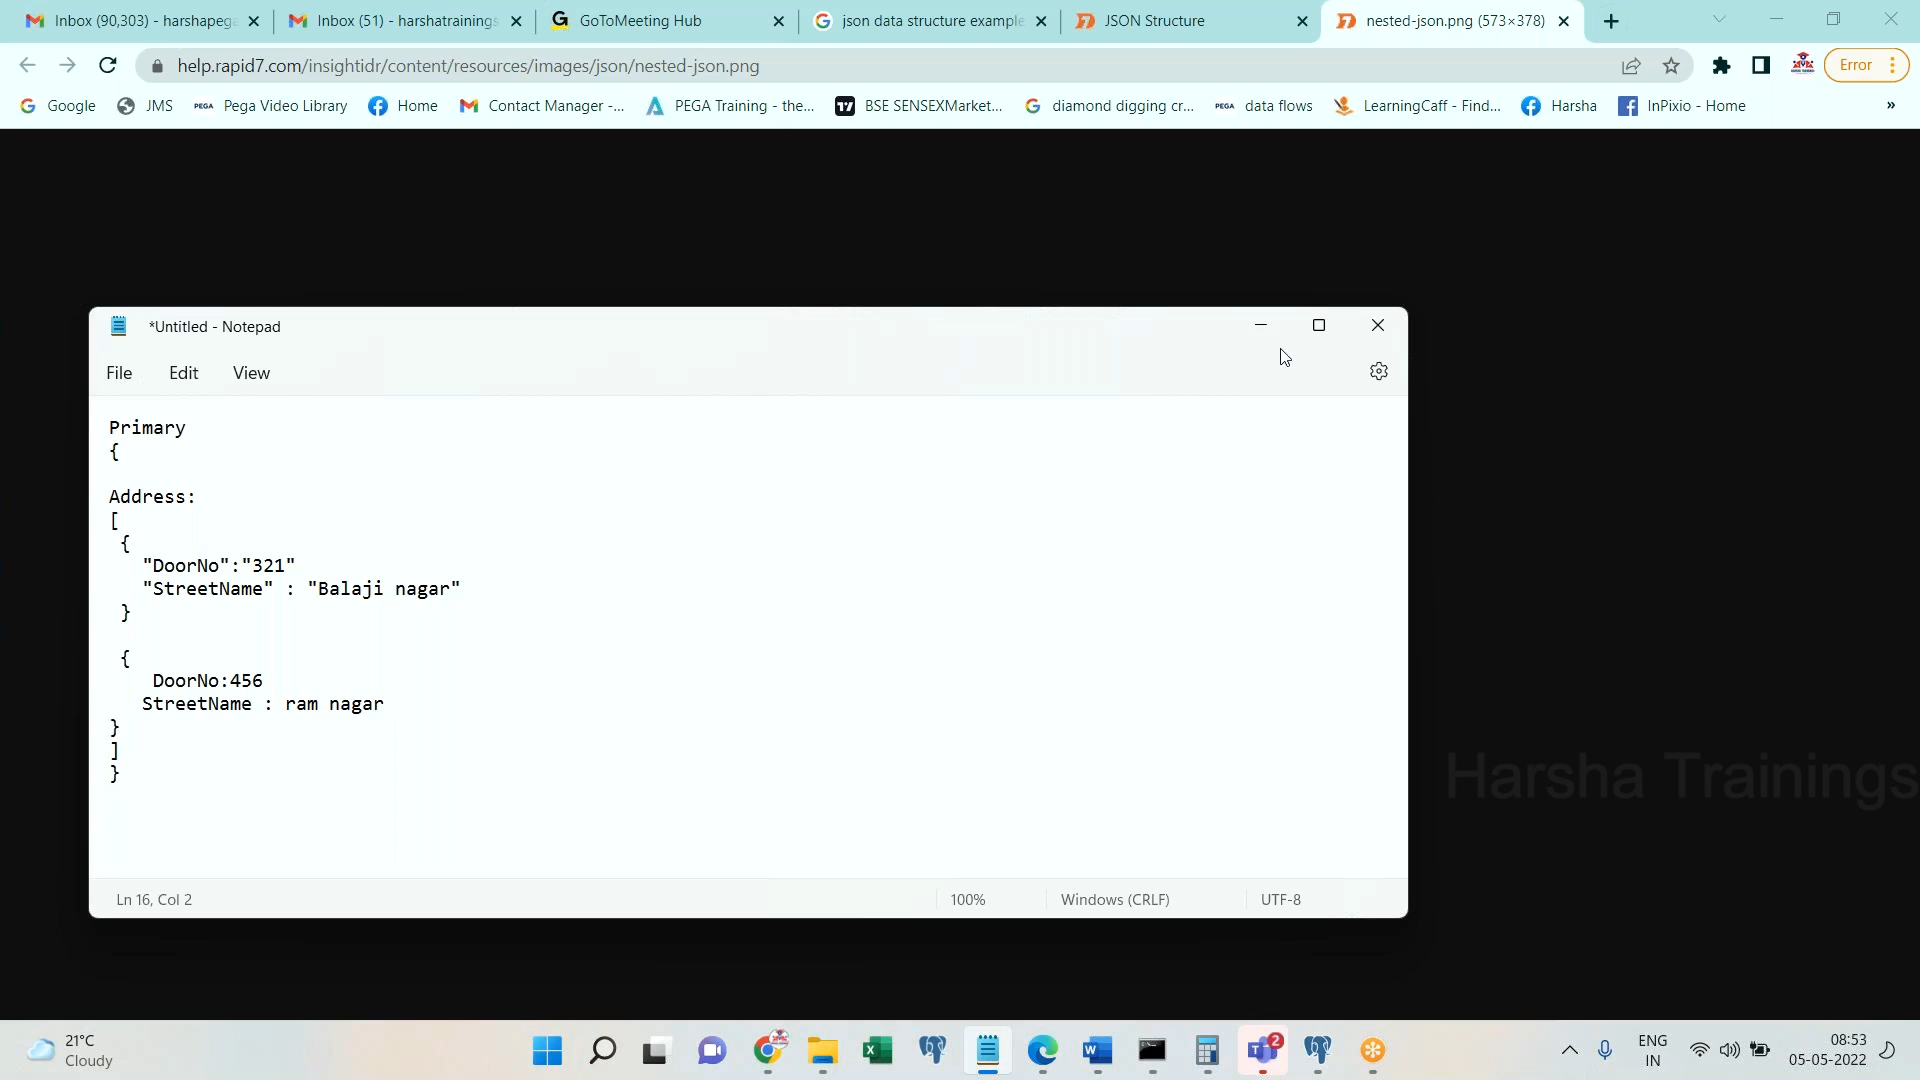 Inbox (90,303) - harshapega
Inbox (51) - harshatrainings
GoToMeeting Hub
json data structure example
JSON Structure
nested-json.png (573×378)
help.rapid7.com/insightidr/content/resources/images/json/nested-json.png
Error
Google
JMS
PEGA Pega Video Library
Home
Contact Manager -...
PEGA Training - the...
BSE SENSEXMarket...
diamond digging cr...
PEGA data flows
LearningCaff - Find...
Harsha
InPixio - Home
»
*Untitled - Notepad
File Edit View
Primary
{
Address:
[
{
"DoorNo":"321"
"StreetName" : "Balaji nagar"
}
{
DoorNo:456
StreetName : ram nagar
}
]
}
Ln 16, Col 2
100%
Windows (CRLF)
UTF-8
Harsha Trainings
21°C
Cloudy
2
ENG
IN
08:53
05-05-2022